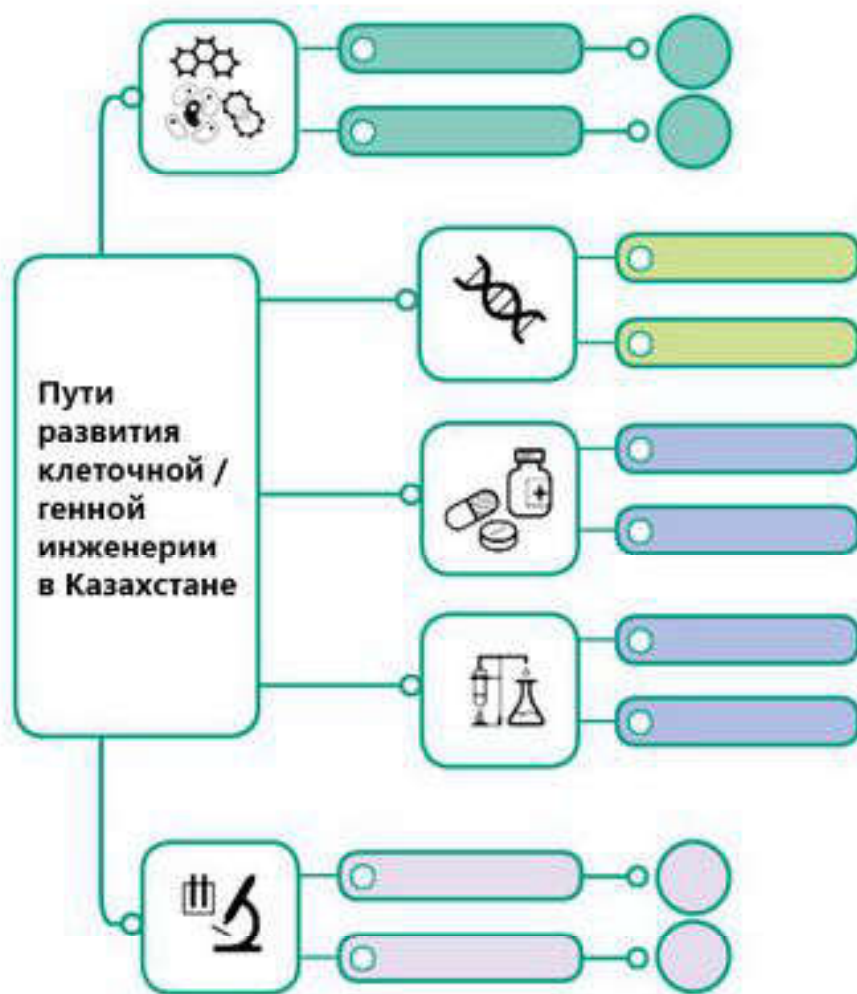 Пути
развития
клеточной /
генной
инженерии
в Казахстане